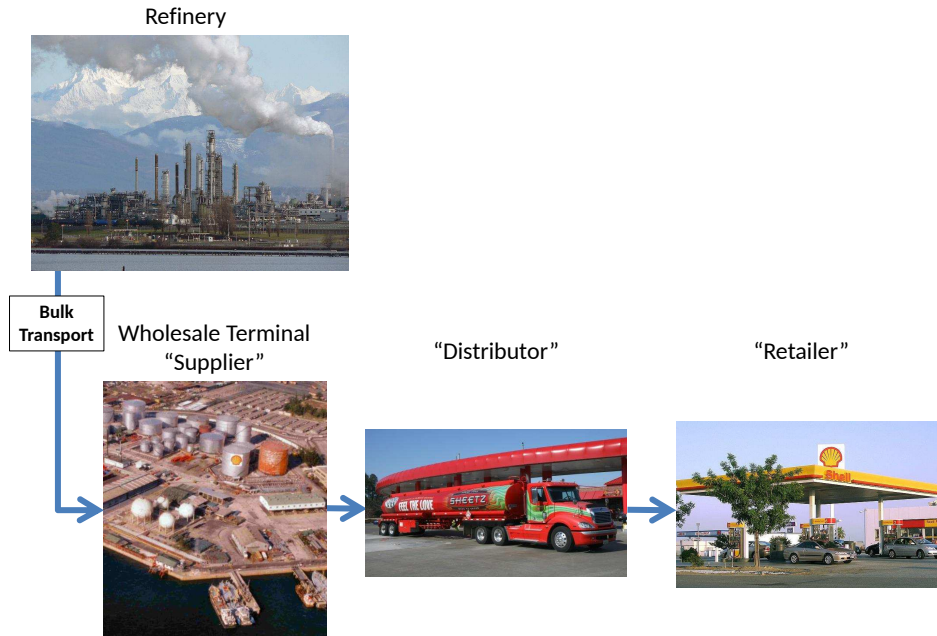 Refinery
Bulk
Transport
Wholesale Terminal
“Supplier”
“Distributor”
“Retailer”
FEEL THE LOVE
SHEETZ
Shell